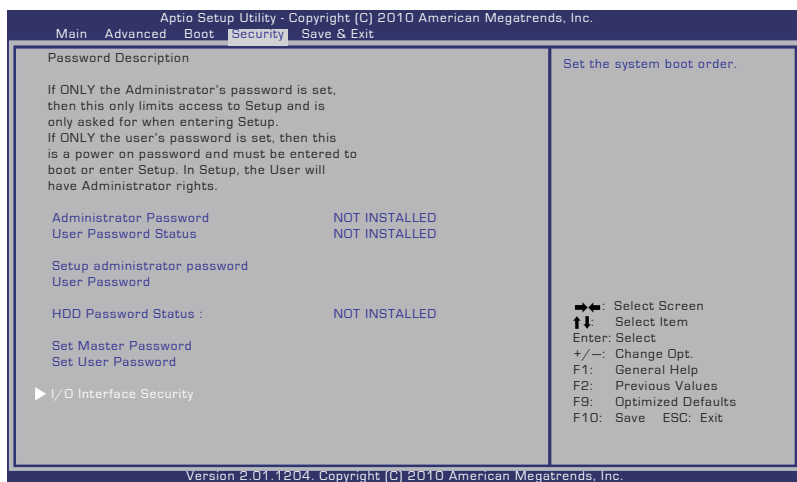 Aptio Setup Utility - Copyright (C) 2010 American Megatrends, Inc.
Main Advanced Boot Security Save & Exit
Password Description
If ONLY the Administrator's password is set,
then this only limits access to Setup and is
only asked for when entering Setup.
If ONLY the user's password is set, then this
is a power on password and must be entered to
boot or enter Setup. In Setup, the User will
have Administrator rights.
Administrator Password NOT INSTALLED
User Password Status NOT INSTALLED
Setup administrator password
User Password
HDD Password Status : NOT INSTALLED
Set Master Password
Set User Password
I/O Interface Security
Set the system boot order.
→←: Select Screen
↑↓: Select Item
Enter: Select
+/—: Change Opt.
F1: General Help
F2: Previous Values
F9: Optimized Defaults
F10: Save ESC: Exit
Version 2.01.1204. Copyright (C) 2010 American Megatrends, Inc.